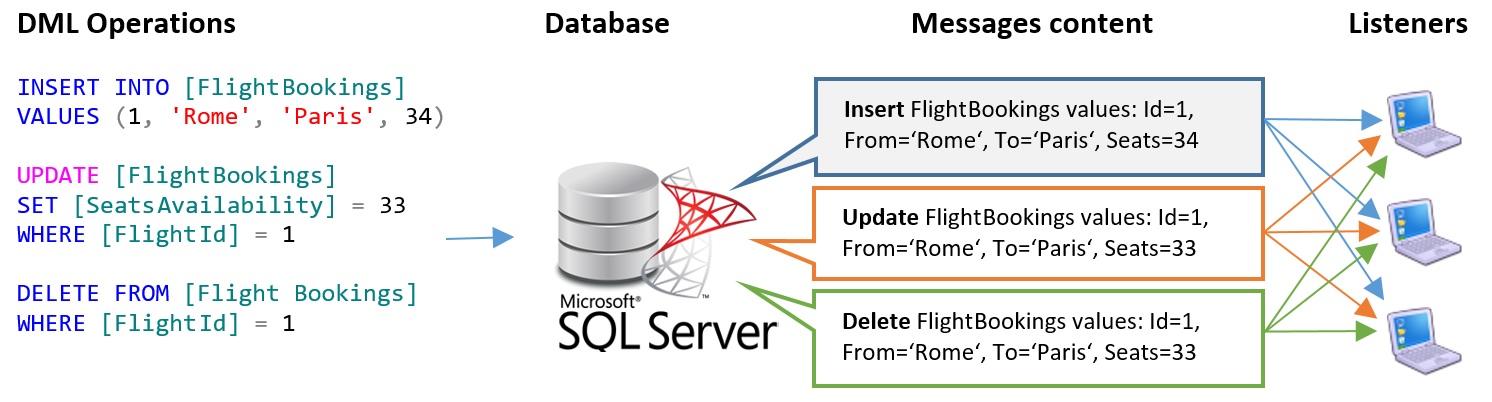 DML Operations
Database
Messages content
Listeners
INSERT INTO [FlightBookings]
VALUES (1, 'Rome', 'Paris', 34)
UPDATE [FlightBookings]
SET [SeatsAvailability] = 33
WHERE [FlightId] = 1
DELETE FROM [Flight Bookings]
WHERE [FlightId] = 1
Microsoft®
SQL Server
™
Insert FlightBookings values: Id=1,
From=‘Rome‘, To=‘Paris‘, Seats=34
Update FlightBookings values: Id=1,
From=‘Rome‘, To=‘Paris‘, Seats=33
Delete FlightBookings values: Id=1,
From=‘Rome‘, To=‘Paris‘, Seats=33